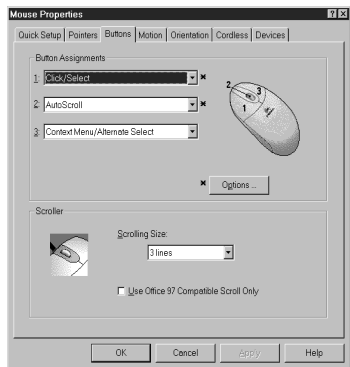 Mouse Properties
Quick Setup Pointers Buttons Motion Orientation Cordless Devices
Button Assignments
1: Click/Select
2: AutoScroll
3: Context Menu/Alternate Select
2 3
1
Options ...
Scroller
Scrolling Size:
3 lines
Use Office 97 Compatible Scroll Only
OK Cancel Apply Help